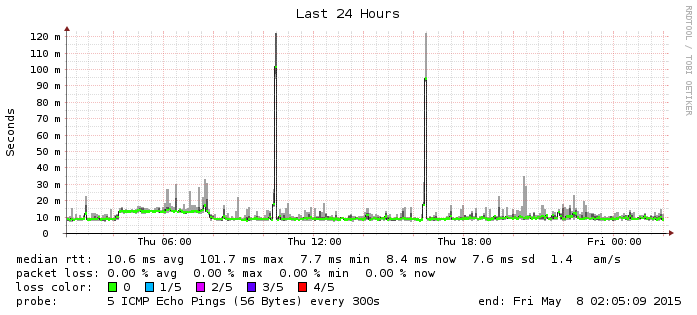 Last 24 Hours
RRDTOOL / TOBI OETIKER
Seconds
120 m
110 m
100 m
90 m
80 m
70 m
60 m
50 m
40 m
30 m
20 m
10 m
0
Thu 06:00 Thu 12:00 Thu 18:00 Fri 00:00
median rtt: 10.6 ms avg 101.7 ms max 7.7 ms min 8.4 ms now 7.6 ms sd 1.4 am/s
packet loss: 0.00 % avg 0.00 % max 0.00 % min 0.00 % now
loss color: 0 1/5 2/5 3/5 4/5
probe: 5 ICMP Echo Pings (56 Bytes) every 300s end: Fri May 8 02:05:09 2015